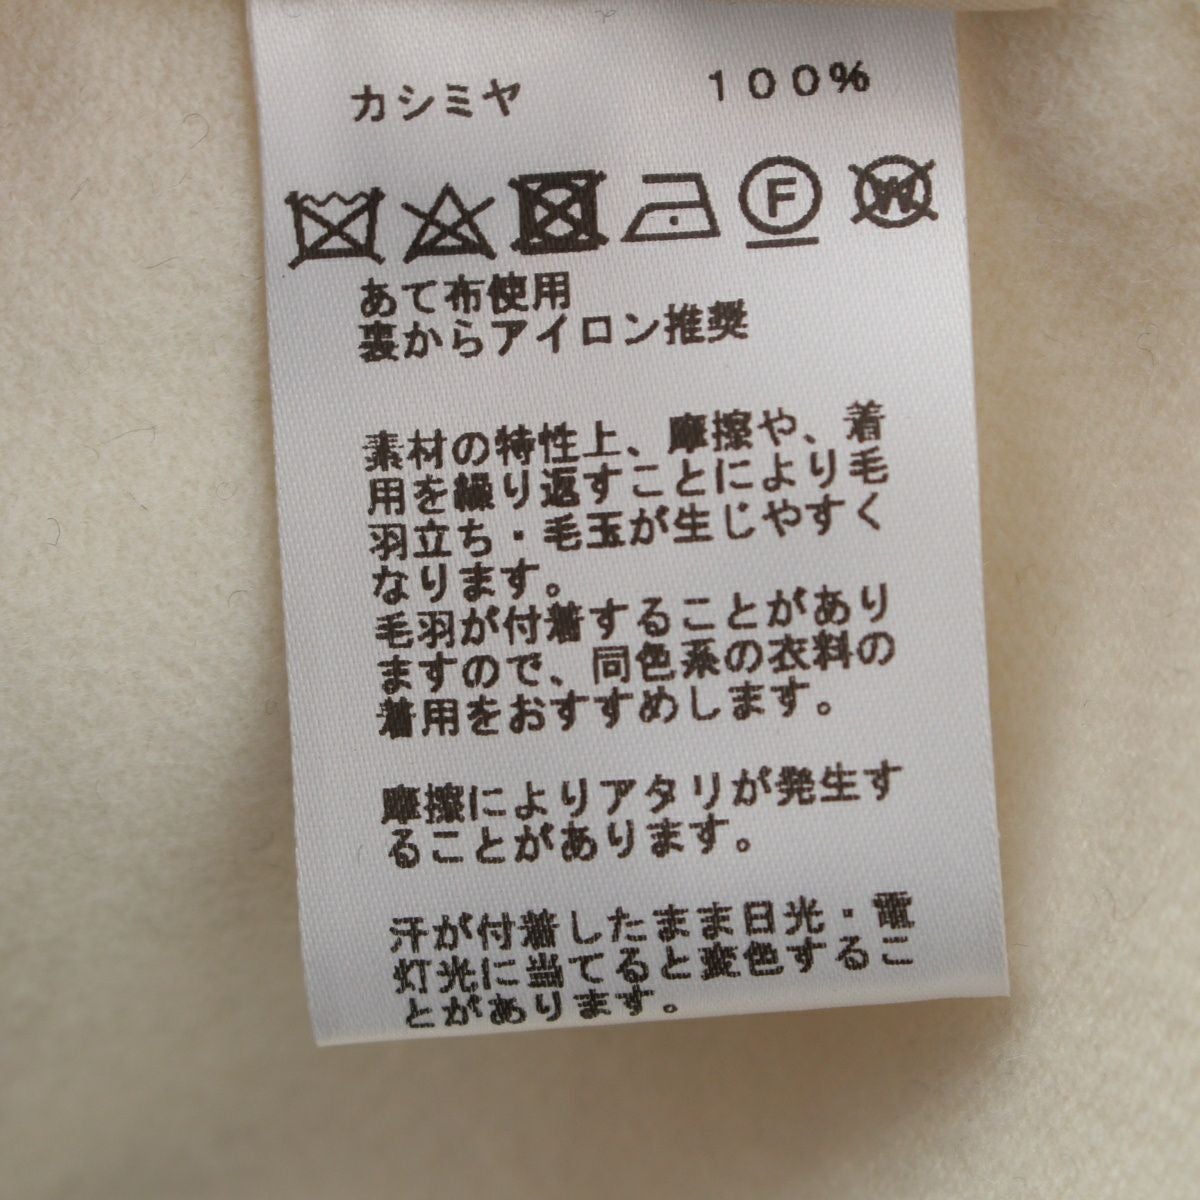 カシミヤ 100%
F W
あて布使用
裏からアイロン推奨
素材の特性上、摩擦や、着
用を繰り返すことにより毛
羽立ち・毛玉が生じやすく
なります。
毛羽が付着することがあり
ますので、同色系の衣料の
着用をおすすめします。
摩擦によりアタリが発生す
ることがあります。
汗が付着したまま日光・電
灯光に当てると変色するこ
とがあります。